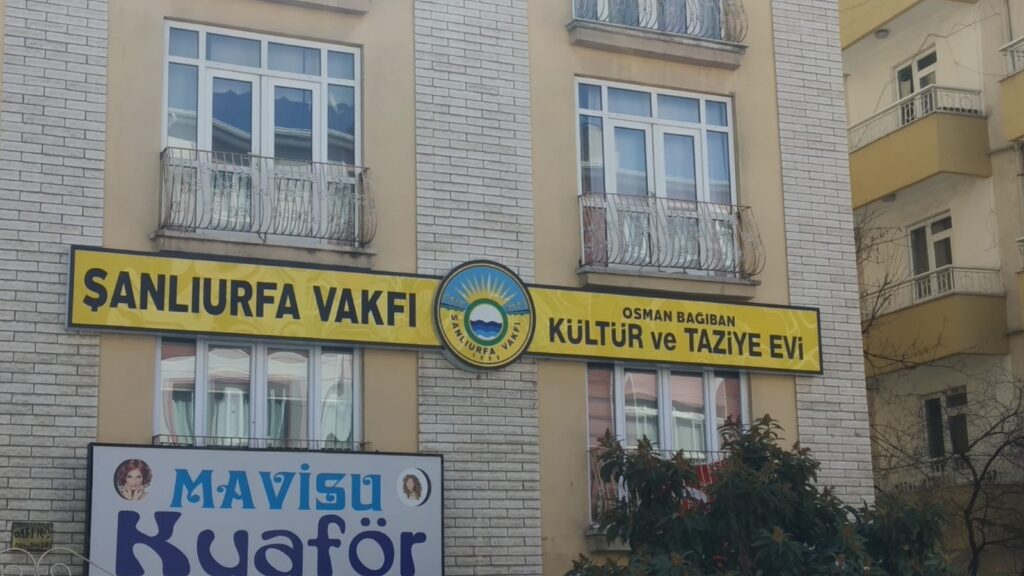 ŞANLIURFA VAKFI
ŞANLIURFA VAKFI
OSMAN BAĞIBAN
KÜLTÜR ve TAZİYE EVİ
MAVİSU
Kuaför